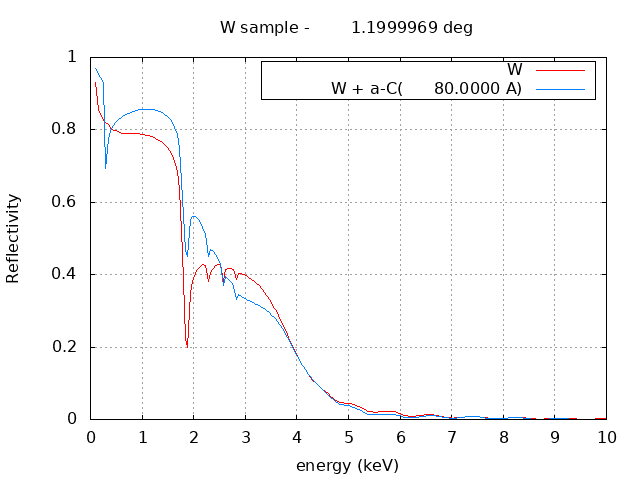 W sample - 1.1999969 deg
W
W + a-C( 80.0000 A)
Reflectivity
1
0.8
0.6
0.4
0.2
0
0 1 2 3 4 5 6 7 8 9 10
energy (keV)